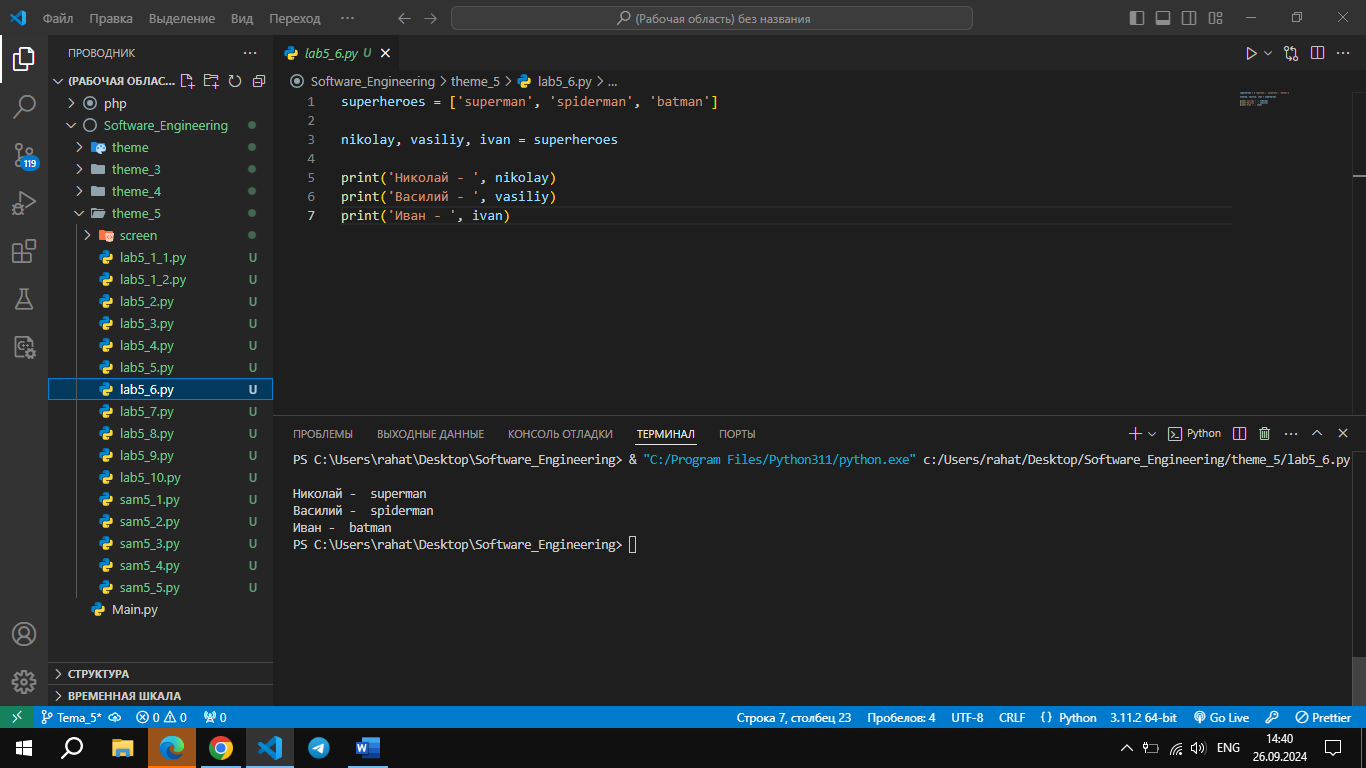 Файл Правка Выделение Вид Переход ··· (Рабочая область) без названия
ПРОВОДНИК ···
(РАБОЧАЯ ОБЛАС...
php
Software_Engineering
theme
theme_3
theme_4
theme_5
screen
lab5_1_1.py U
lab5_1_2.py U
lab5_2.py U
lab5_3.py U
lab5_4.py U
lab5_5.py U
lab5_6.py U
lab5_7.py U
lab5_8.py U
lab5_9.py U
lab5_10.py U
sam5_1.py U
sam5_2.py U
sam5_3.py U
sam5_4.py U
sam5_5.py U
Main.py
СТРУКТУРА
ВРЕМЕННАЯ ШКАЛА
119
lab5_6.py U
Software_Engineering > theme_5 > lab5_6.py > ...
1 superheroes = ['superman', 'spiderman', 'batman']
2
3 nikolay, vasiliy, ivan = superheroes
4
5 print('Николай - ', nikolay)
6 print('Василий - ', vasiliy)
7 print('Иван - ', ivan)
ПРОБЛЕМЫ ВЫХОДНЫЕ ДАННЫЕ КОНСОЛЬ ОТЛАДКИ ТЕРМИНАЛ ПОРТЫ Python
PS C:\Users\rahat\Desktop\Software_Engineering> & "C:/Program Files/Python311/python.exe" c:/Users/rahat/Desktop/Software_Engineering/theme_5/lab5_6.py
Николай -  superman
Василий -  spiderman
Иван -  batman
PS C:\Users\rahat\Desktop\Software_Engineering>
Tema_5* 0 0 0 Строка 7, столбец 23 Пробелов: 4 UTF-8 CRLF Python 3.11.2 64-bit Go Live Prettier
ENG
14:40
26.09.2024